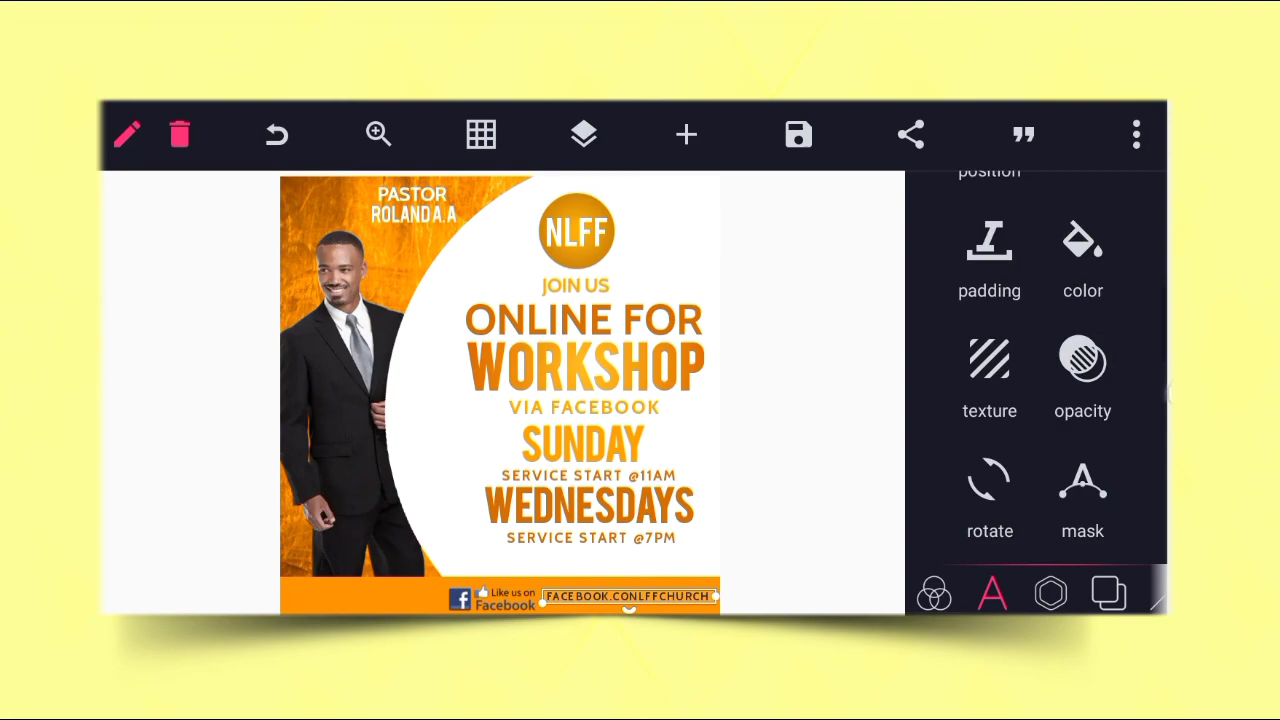 PASTOR
ROLAND A.A
NLFF
JOIN US
ONLINE FOR
WORKSHOP
VIA FACEBOOK
SUNDAY
SERVICE START @11AM
WEDNESDAYS
SERVICE START @7PM
f Like us on
Facebook
FACEBOOK.CONLFFCHURCH
position
padding color
texture opacity
rotate mask